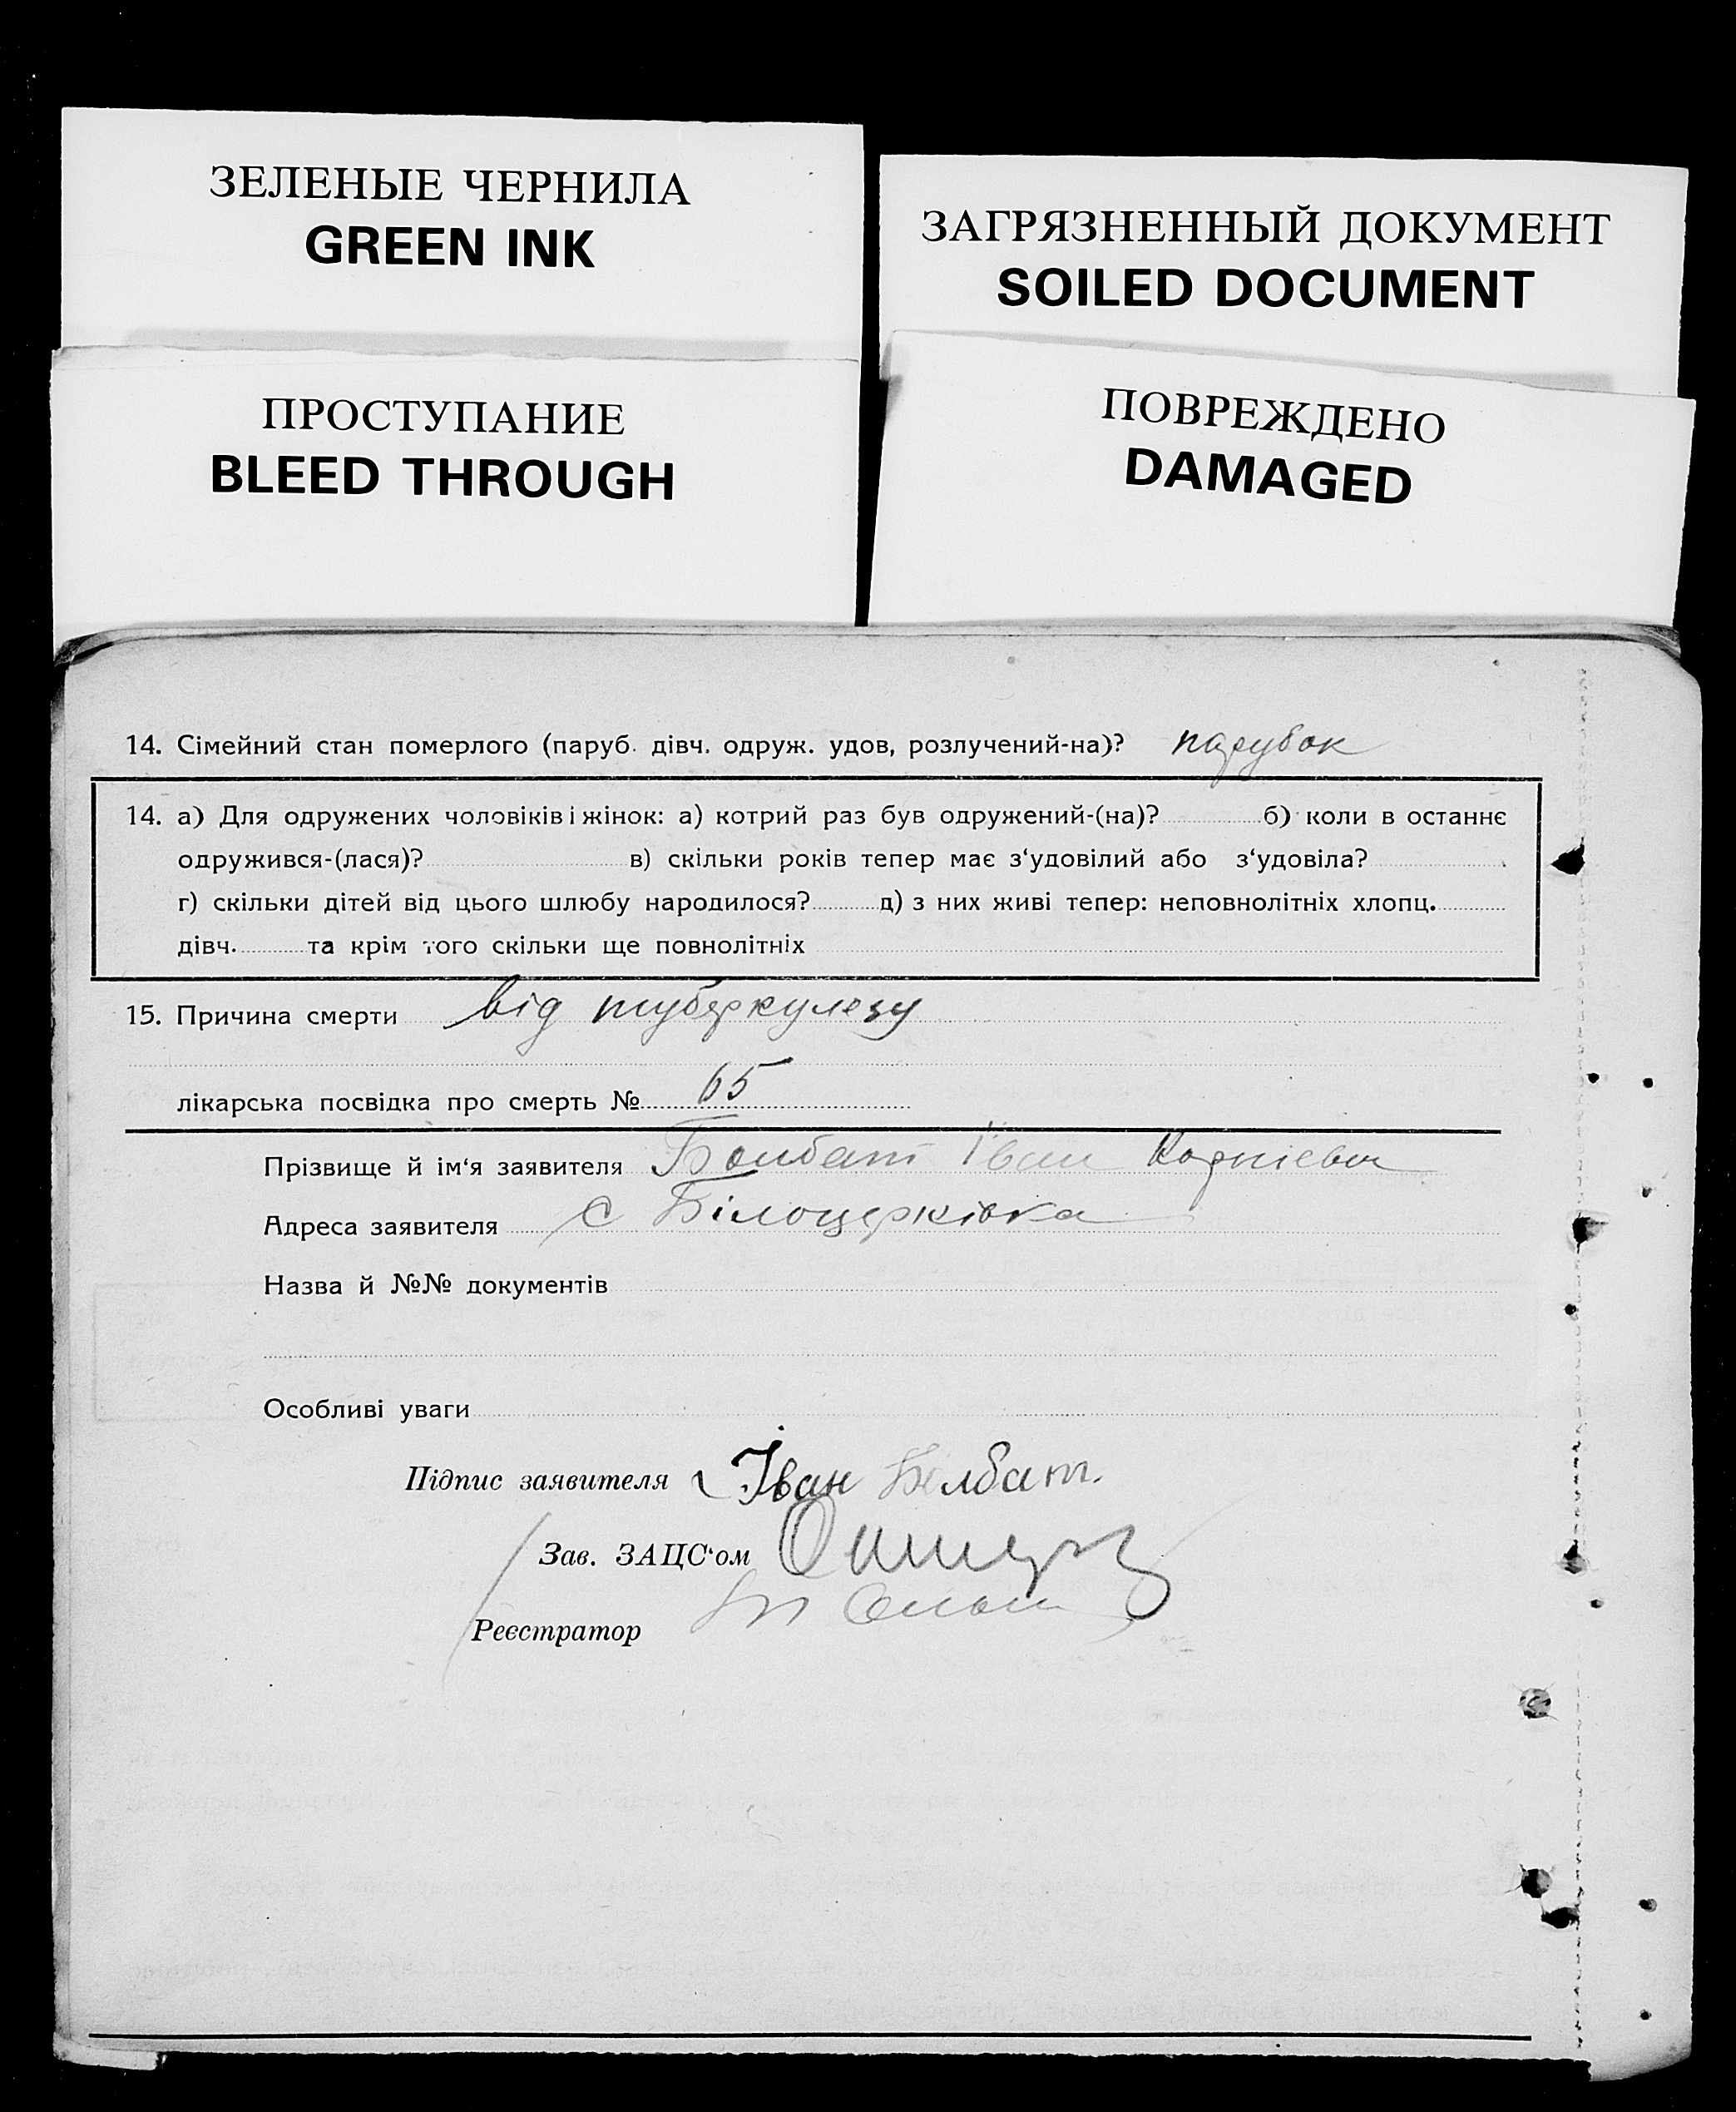 ЗЕЛЕНЫЕ ЧЕРНИЛА
GREEN INK
ЗАГРЯЗНЕННЫЙ ДОКУМЕНТ
SOILED DOCUMENT
ПРОСТУПАНИЕ
BLEED THROUGH
ПОВРЕЖДЕНО
DAMAGED
14. Сімейний стан померлого (паруб. дівч. одруж. удов, розлучений-на)? парубок
14. а) Для одружених чоловіків і жінок: а) котрий раз був одружений-(на)? б) коли в останнє
одружився-(лася)? в) скільки років тепер має з‘удовілий або з‘удовіла?
г) скільки дітей від цього шлюбу народилося? д) з них живі тепер: неповнолітніх хлопц.
дівч. та крім того скільки ще повнолітніх
15. Причина смерти від туберкулезу
лікарська посвідка про смерть № 65
Прізвище й ім‘я заявителя Іван
Адреса заявителя с Білоцерківка
Назва й №№ документів
Особливі уваги
Підпис заявителя Іван
Зав. ЗАЦС‘ом
Реєстратор